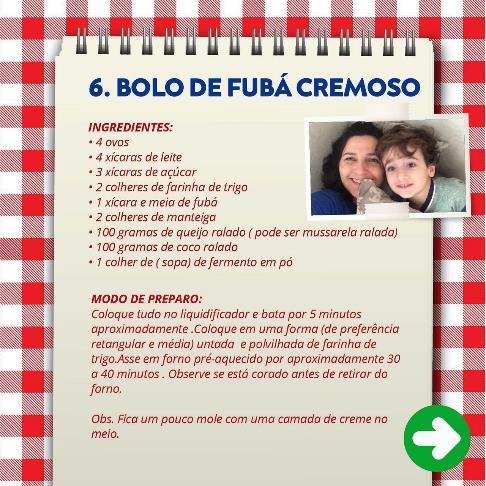 6. BOLO DE FUBÁ CREMOSO
INGREDIENTES:
• 4 ovos
• 4 xícaras de leite
• 3 xícaras de açúcar
• 2 colheres de farinha de trigo
• 1 xícara e meia de fubá
• 2 colheres de manteiga
• 100 gramas de queijo ralado ( pode ser mussarela ralada)
• 100 gramas de coco ralado
• 1 colher de ( sopa) de fermento em pó
MODO DE PREPARO:
Coloque tudo no liquidificador e bata por 5 minutos
aproximadamente .Coloque em uma forma (de preferência
retangular e média) untada e polvilhada de farinha de
trigo.Asse em forno pré-aquecido por aproximadamente 30
a 40 minutos . Observe se está corado antes de retirar do
forno.
Obs. Fica um pouco mole com uma camada de creme no
meio.